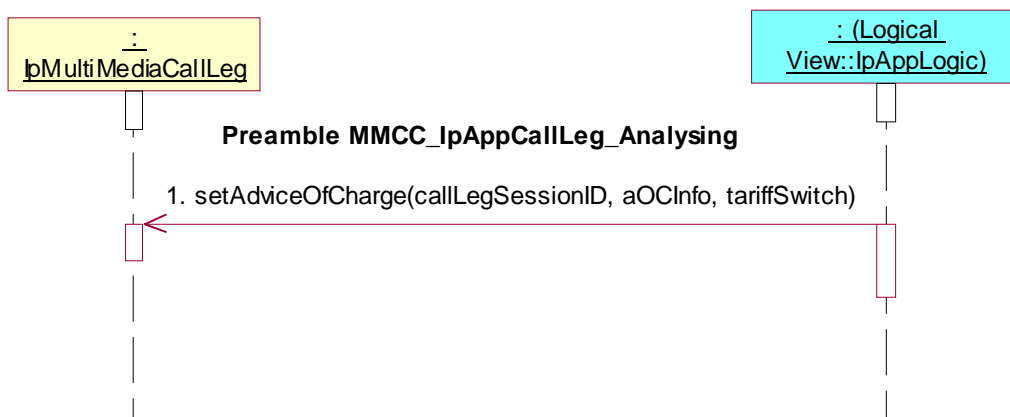 :
IpMultiMediaCallLeg
: (Logical
View::IpAppLogic)
Preamble MMCC_IpAppCallLeg_Analysing
1. setAdviceOfCharge(callLegSessionID, aOCInfo, tariffSwitch)